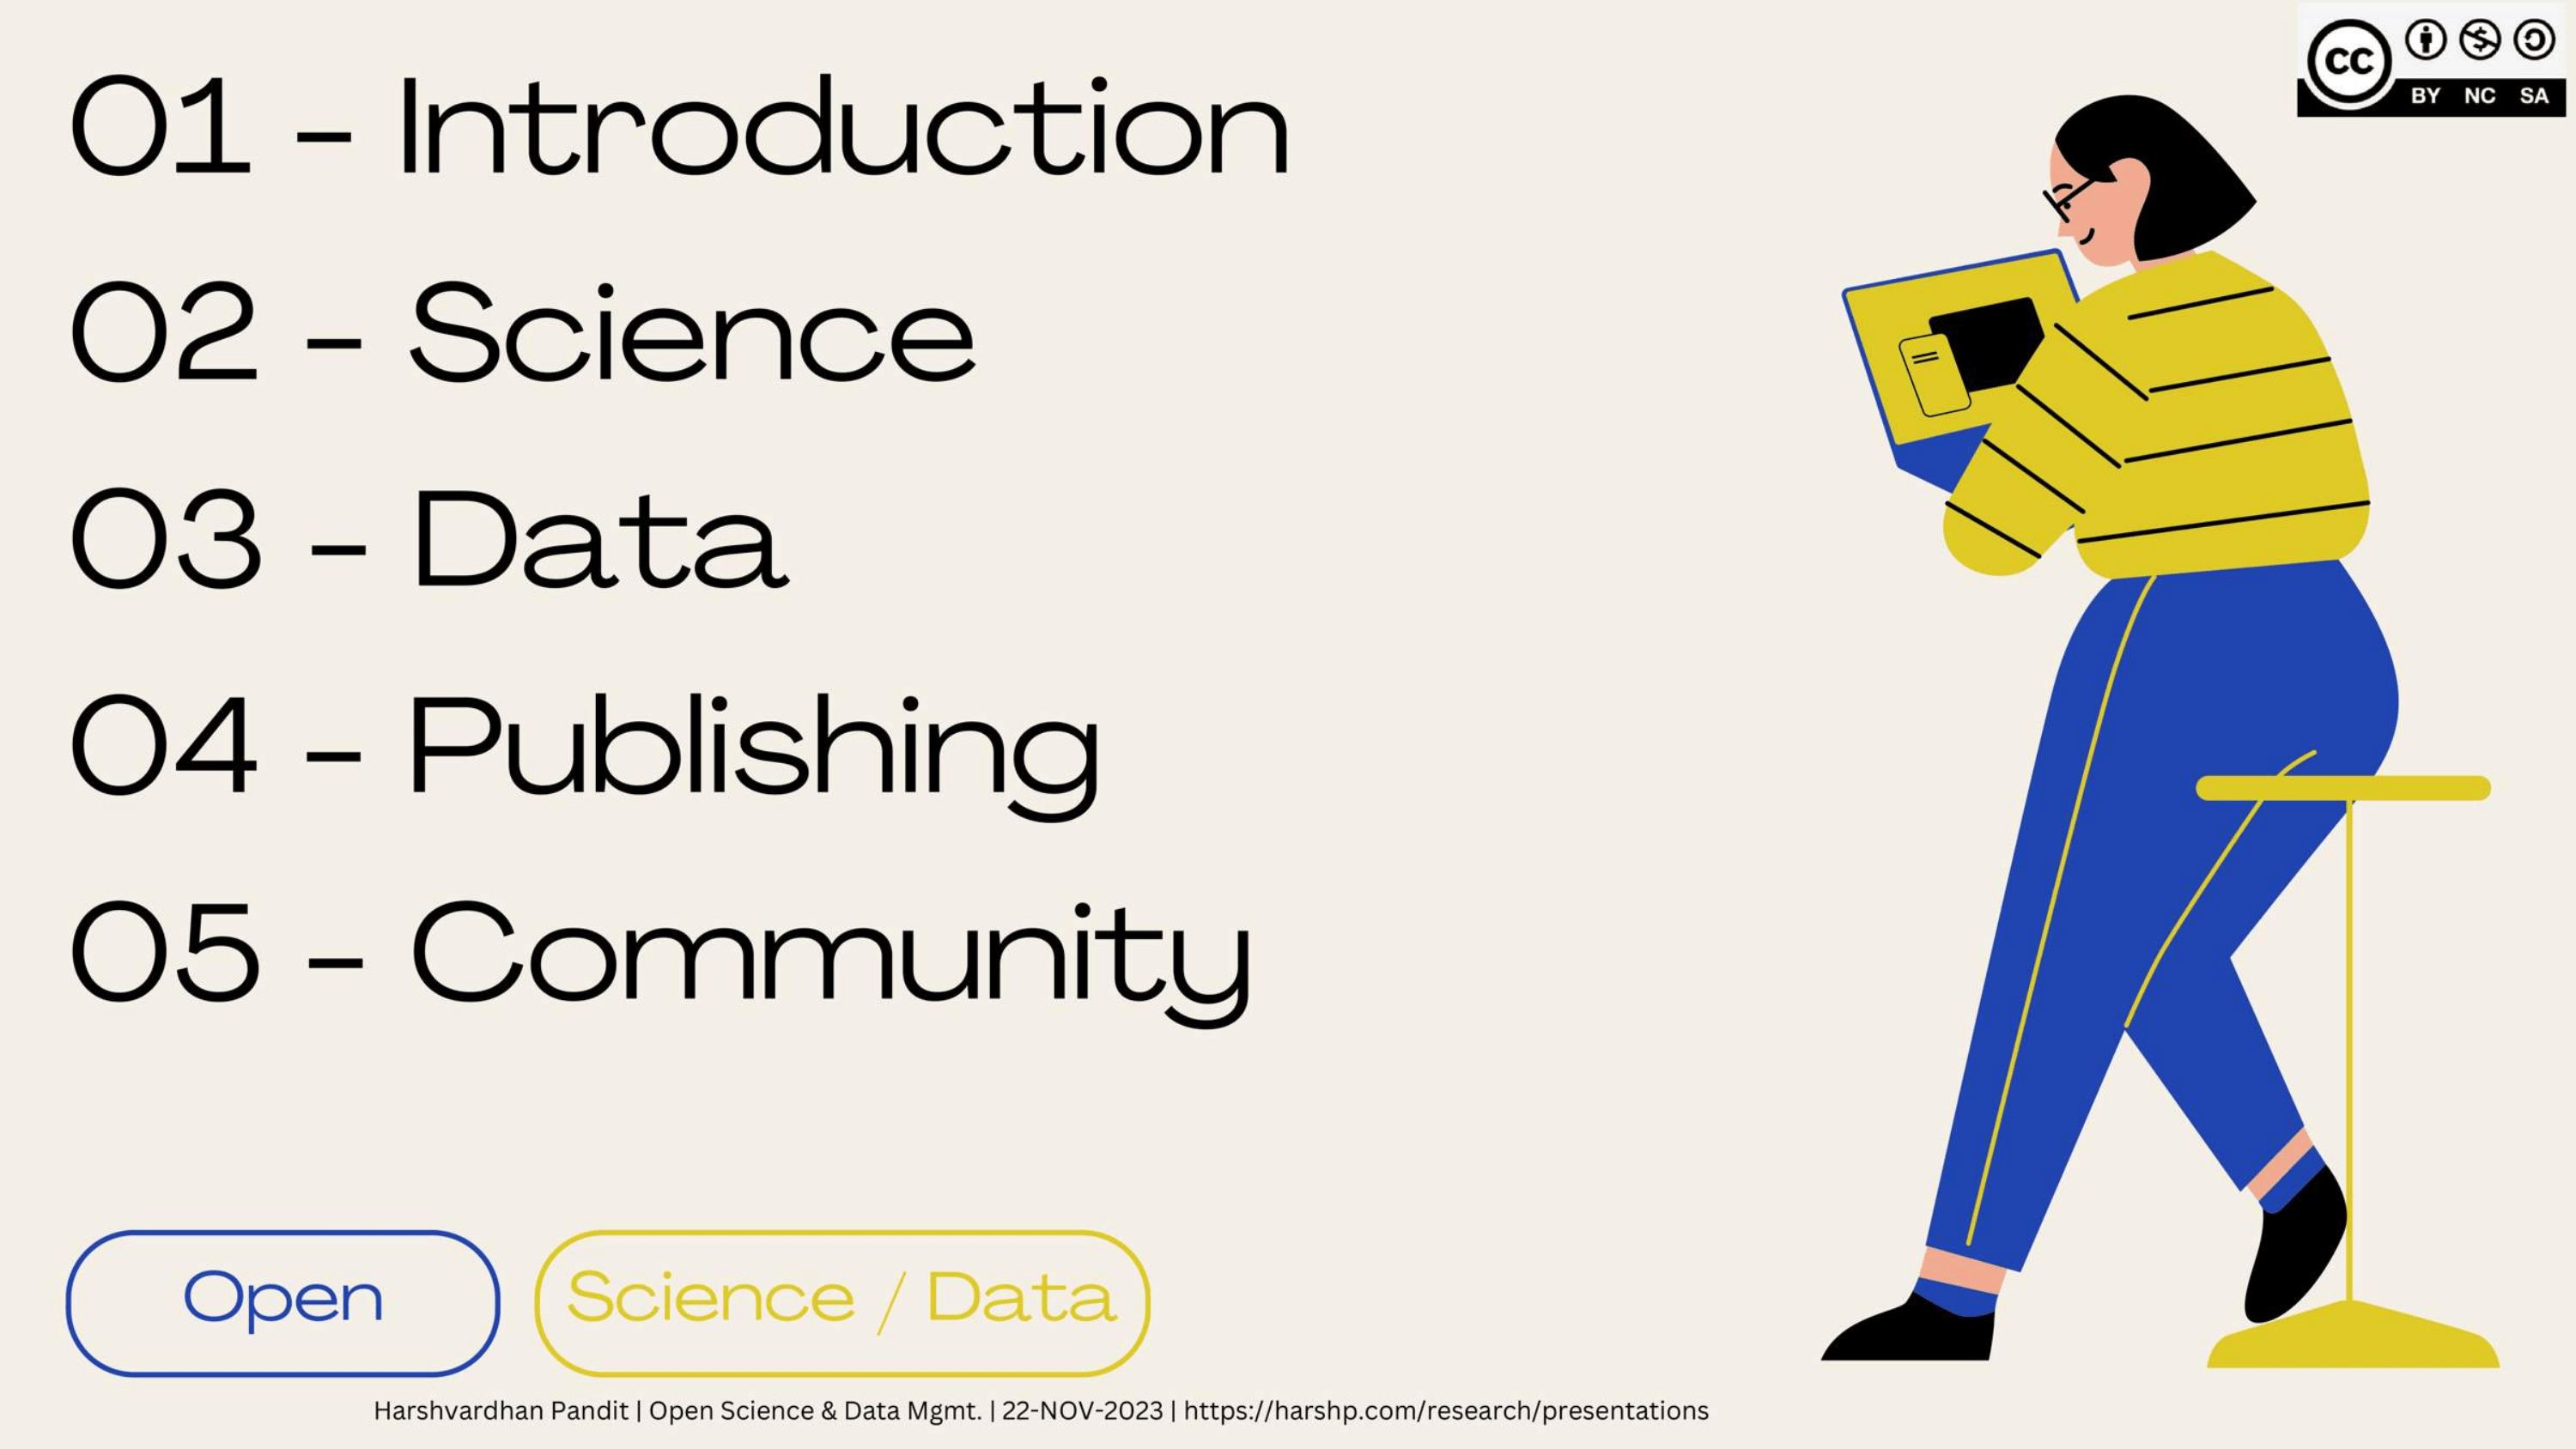 01 - Introduction
02 - Science
03 - Data
04 - Publishing
05 - Community
Open
Science / Data
Harshvardhan Pandit | Open Science & Data Mgmt. | 22-NOV-2023 | https://harshp.com/research/presentations
CC
BY NC SA